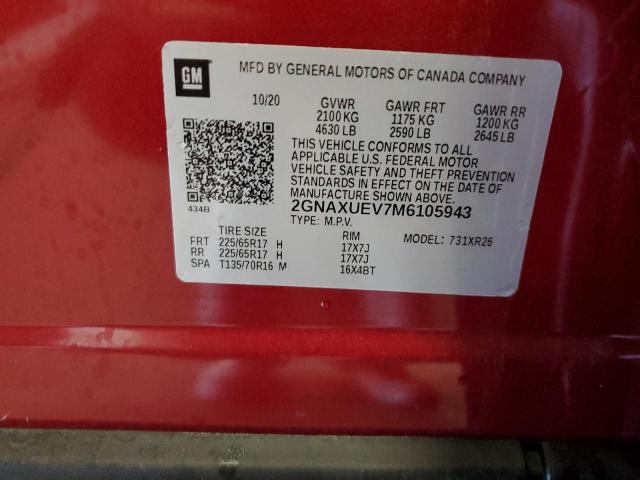 GM
MFD BY GENERAL MOTORS OF CANADA COMPANY
10/20 GVWR GAWR FRT GAWR RR
2100 KG 1175 KG 1200 KG
4630 LB 2590 LB 2645 LB
THIS VEHICLE CONFORMS TO ALL
APPLICABLE U.S. FEDERAL MOTOR
VEHICLE SAFETY AND THEFT PREVENTION
STANDARDS IN EFFECT ON THE DATE OF
MANUFACTURE SHOWN ABOVE.
434B
2GNAXUEV7M6105943
TYPE: M.P.V. MODEL: 731XR26
TIRE SIZE RIM
FRT 225/65R17 H 17X7J
RR 225/65R17 H 17X7J
SPA T135/70R16 M 16X4BT